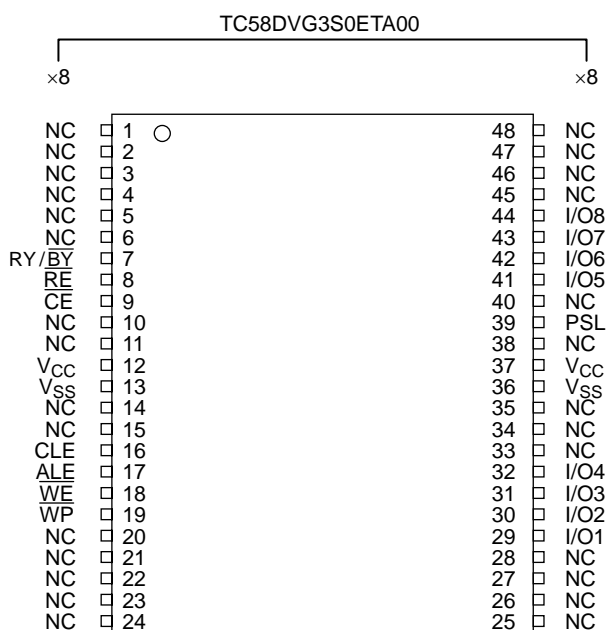 TC58DVG3S0ETA00
×8 ×8
NC 1 48 NC
NC 2 47 NC
NC 3 46 NC
NC 4 45 NC
NC 5 44 I/O8
NC 6 43 I/O7
RY/B̅Y̅ 7 42 I/O6
R̅E̅ 8 41 I/O5
C̅E̅ 9 40 NC
NC 10 39 PSL
NC 11 38 NC
VCC 12 37 VCC
VSS 13 36 VSS
NC 14 35 NC
NC 15 34 NC
CLE 16 33 NC
ALE 17 32 I/O4
W̅E̅ 18 31 I/O3
W̅P̅ 19 30 I/O2
NC 20 29 I/O1
NC 21 28 NC
NC 22 27 NC
NC 23 26 NC
NC 24 25 NC